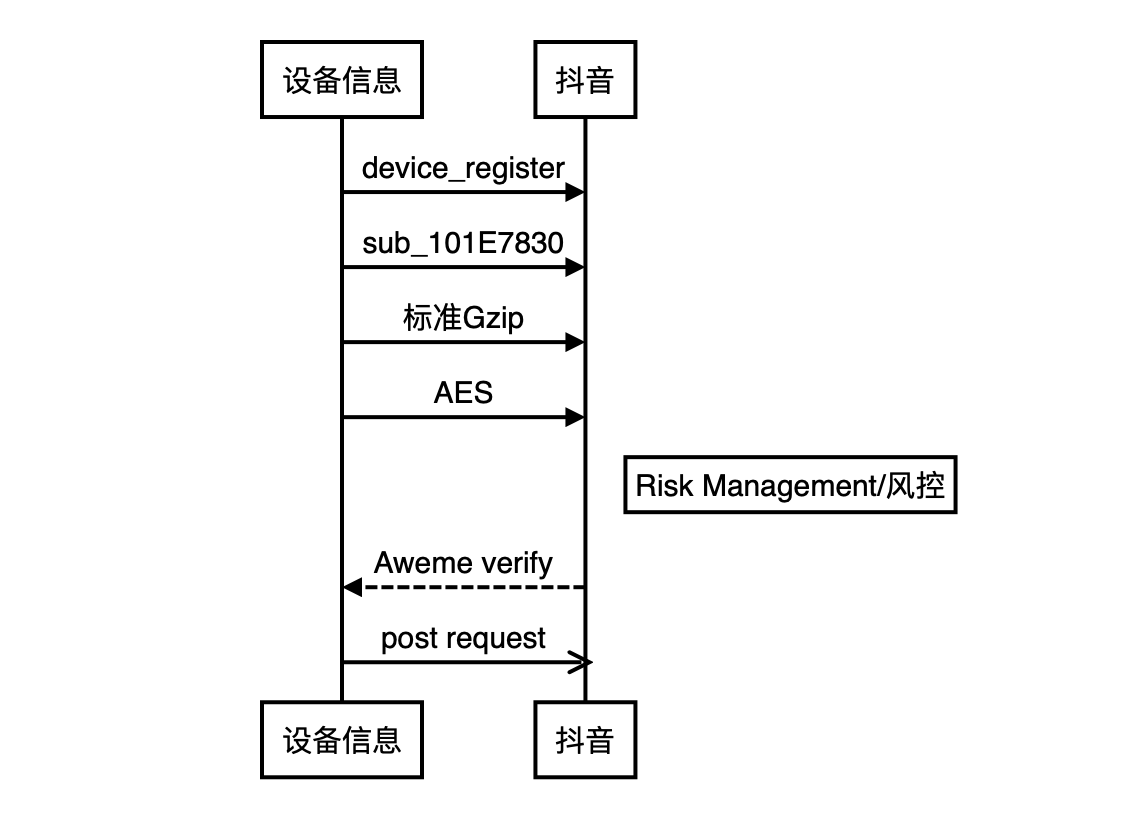 设备信息
抖音
device_register
sub_101E7830
标准Gzip
AES
Risk Management/风控
Aweme verify
post request
设备信息
抖音